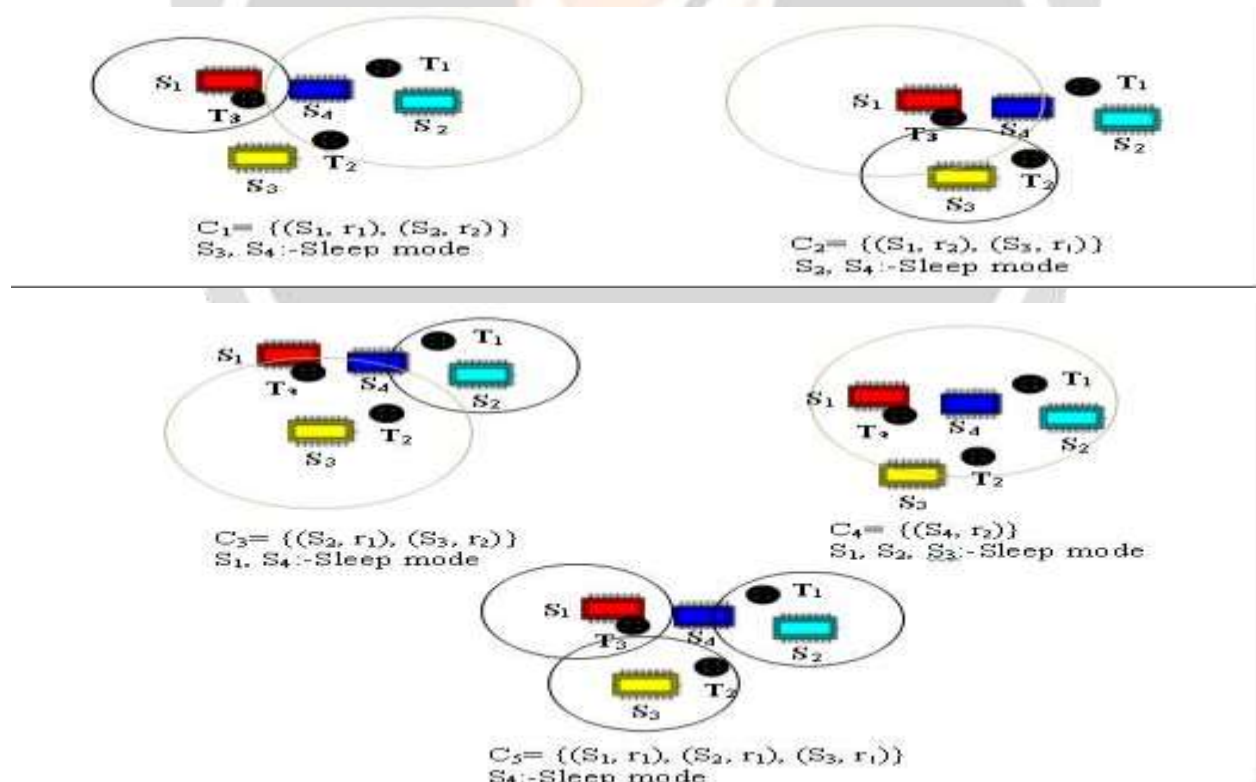 S₁ T₃ S₄ T₁ S₂
T₂
S₃
C₁= {(S₁, r₁), (S₂, r₂)}
S₃, S₄:-Sleep mode
S₁ T₃ S₄ T₁ S₂
T₂
S₃
C₂= {(S₁, r₂), (S₃, r₁)}
S₂, S₄:-Sleep mode
S₁ T₃ S₄ T₁ S₂
T₂
S₃
C₃= {(S₂, r₁), (S₃, r₂)}
S₁, S₄:-Sleep mode
S₁ T₃ S₄ T₁ S₂
T₂
S₃
C₄= {(S₄, r₂)}
S₁, S₂, S₃:-Sleep mode
S₁ T₃ S₄ T₁ S₂
T₂
S₃
C₅= {(S₁, r₁), (S₂, r₁), (S₃, r₁)}
S₄:-Sleep mode